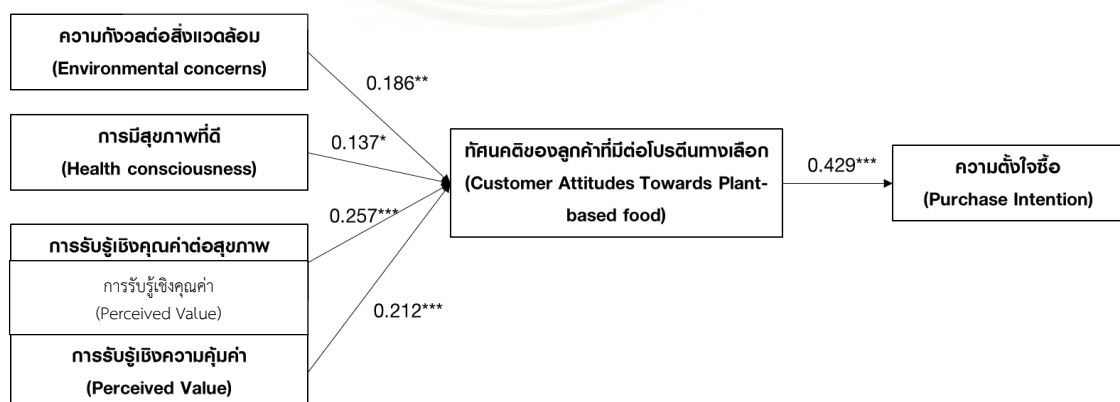 ความกังวลต่อสิ่งแวดล้อม
(Environmental concerns)
0.186**
การมีสุขภาพที่ดี
(Health consciousness)
0.137*
ทัศนคติของลูกค้าที่มีต่อโปรตีนทางเลือก
(Customer Attitudes Towards Plant-
based food)
0.429***
ความตั้งใจซื้อ
(Purchase Intention)
0.257***
การรับรู้เชิงคุณค่าต่อสุขภาพ
การรับรู้เชิงคุณค่า
(Perceived Value)
0.212***
การรับรู้เชิงความคุ้มค่า
(Perceived Value)